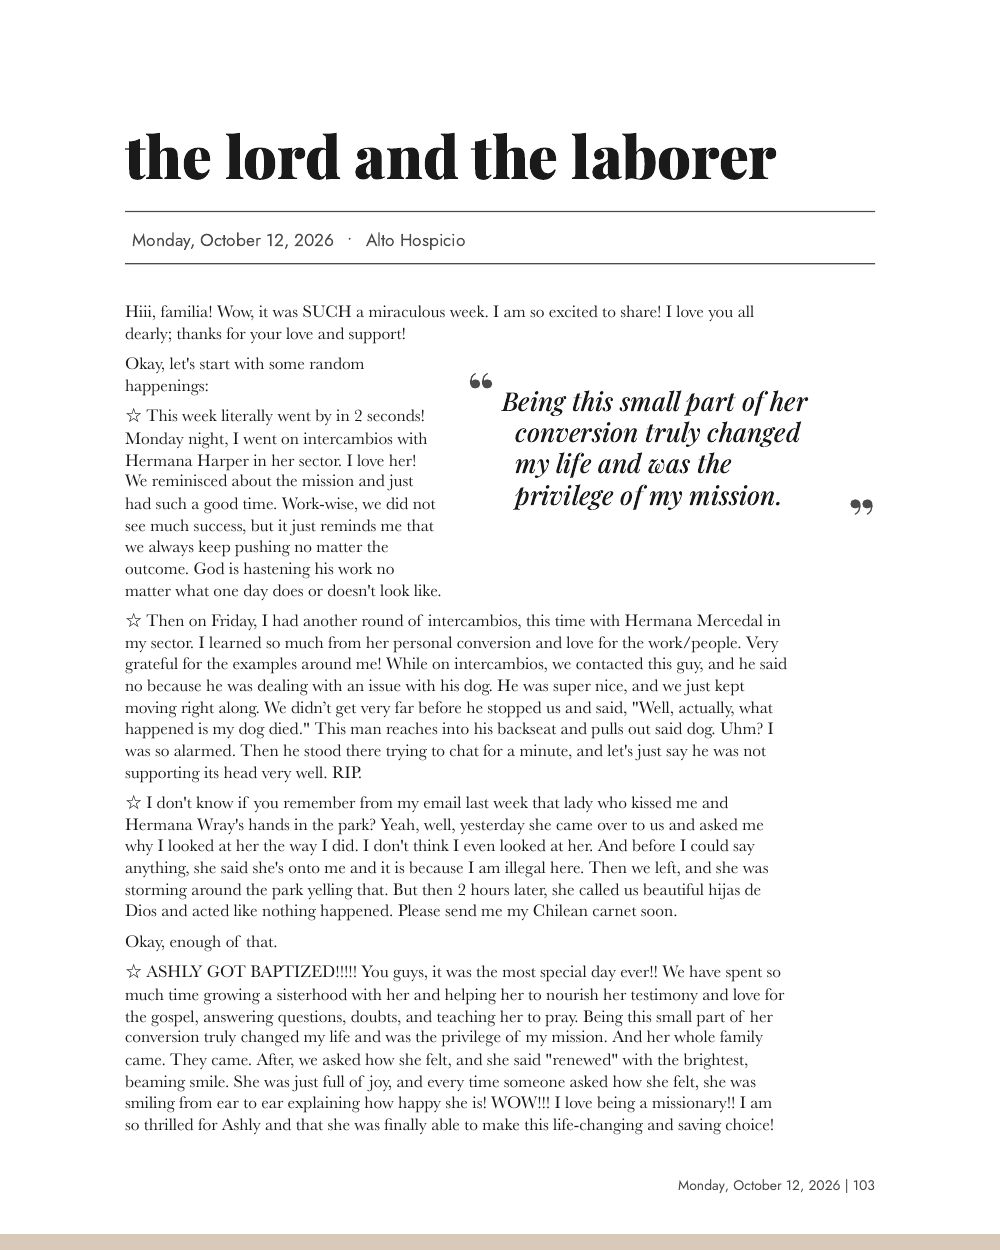 the lord and the laborer
Monday, October 12, 2026 · Alto Hospicio
Hiii, familia! Wow, it was SUCH a miraculous week. I am so excited to share! I love you all
dearly; thanks for your love and support!
Okay, let's start with some random
happenings:
☆ This week literally went by in 2 seconds!
Monday night, I went on intercambios with
Hermana Harper in her sector. I love her!
We reminisced about the mission and just
had such a good time. Work-wise, we did not
see much success, but it just reminds me that
we always keep pushing no matter the
outcome. God is hastening his work no
matter what one day does or doesn't look like.
“ Being this small part of her
conversion truly changed
my life and was the
privilege of my mission. ”
☆ Then on Friday, I had another round of intercambios, this time with Hermana Mercedal in
my sector. I learned so much from her personal conversion and love for the work/people. Very
grateful for the examples around me! While on intercambios, we contacted this guy, and he said
no because he was dealing with an issue with his dog. He was super nice, and we just kept
moving right along. We didn’t get very far before he stopped us and said, "Well, actually, what
happened is my dog died." This man reaches into his backseat and pulls out said dog. Uhm? I
was so alarmed. Then he stood there trying to chat for a minute, and let's just say he was not
supporting its head very well. RIP.
☆ I don't know if you remember from my email last week that lady who kissed me and
Hermana Wray's hands in the park? Yeah, well, yesterday she came over to us and asked me
why I looked at her the way I did. I don't think I even looked at her. And before I could say
anything, she said she's onto me and it is because I am illegal here. Then we left, and she was
storming around the park yelling that. But then 2 hours later, she called us beautiful hijas de
Dios and acted like nothing happened. Please send me my Chilean carnet soon.
Okay, enough of that.
☆ ASHLY GOT BAPTIZED!!!!! You guys, it was the most special day ever!! We have spent so
much time growing a sisterhood with her and helping her to nourish her testimony and love for
the gospel, answering questions, doubts, and teaching her to pray. Being this small part of her
conversion truly changed my life and was the privilege of my mission. And her whole family
came. They came. After, we asked how she felt, and she said "renewed" with the brightest,
beaming smile. She was just full of joy, and every time someone asked how she felt, she was
smiling from ear to ear explaining how happy she is! WOW!!! I love being a missionary!! I am
so thrilled for Ashly and that she was finally able to make this life-changing and saving choice!
Monday, October 12, 2026 | 103